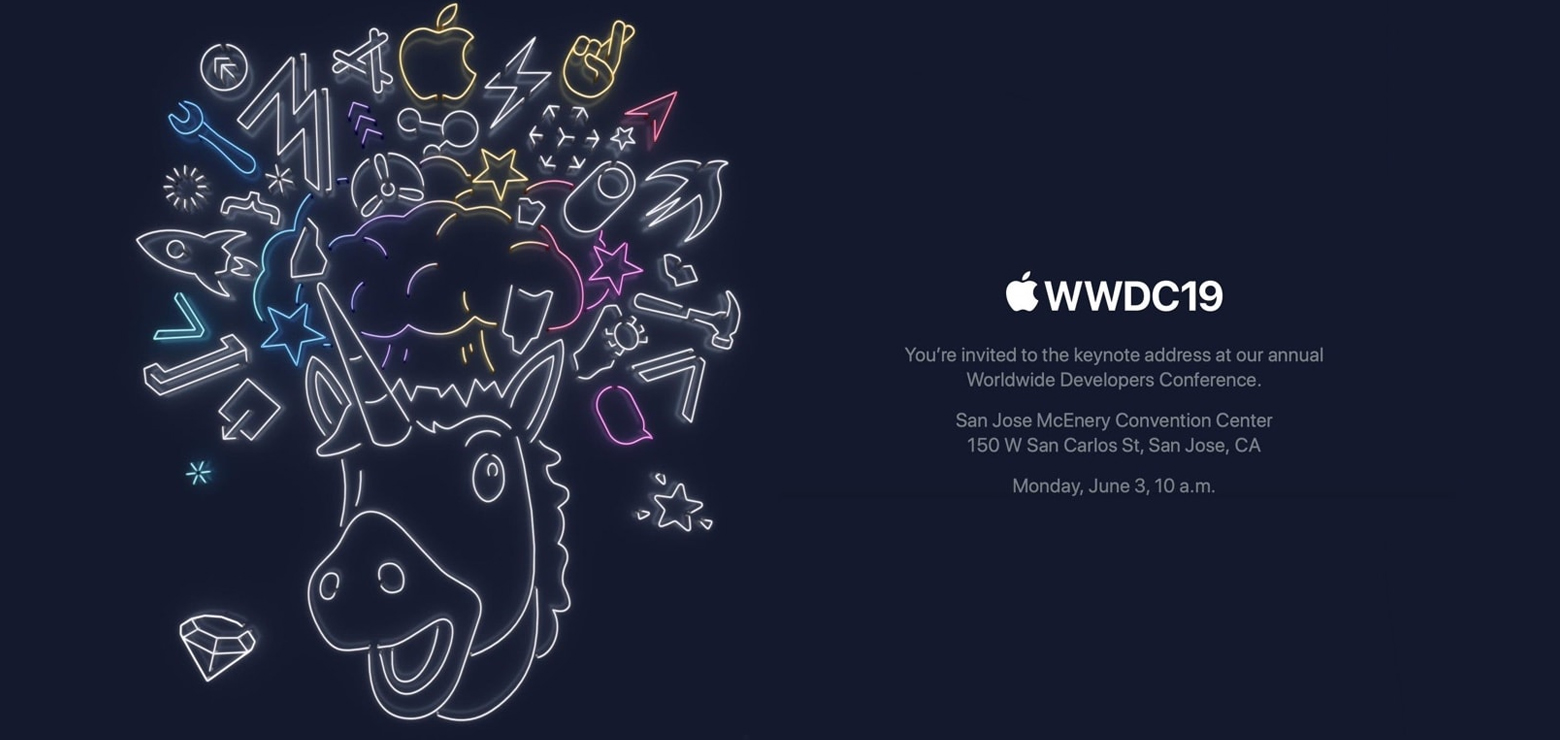 WWDC19
You’re invited to the keynote address at our annual
Worldwide Developers Conference.
San Jose McEnery Convention Center
150 W San Carlos St, San Jose, CA
Monday, June 3, 10 a.m.